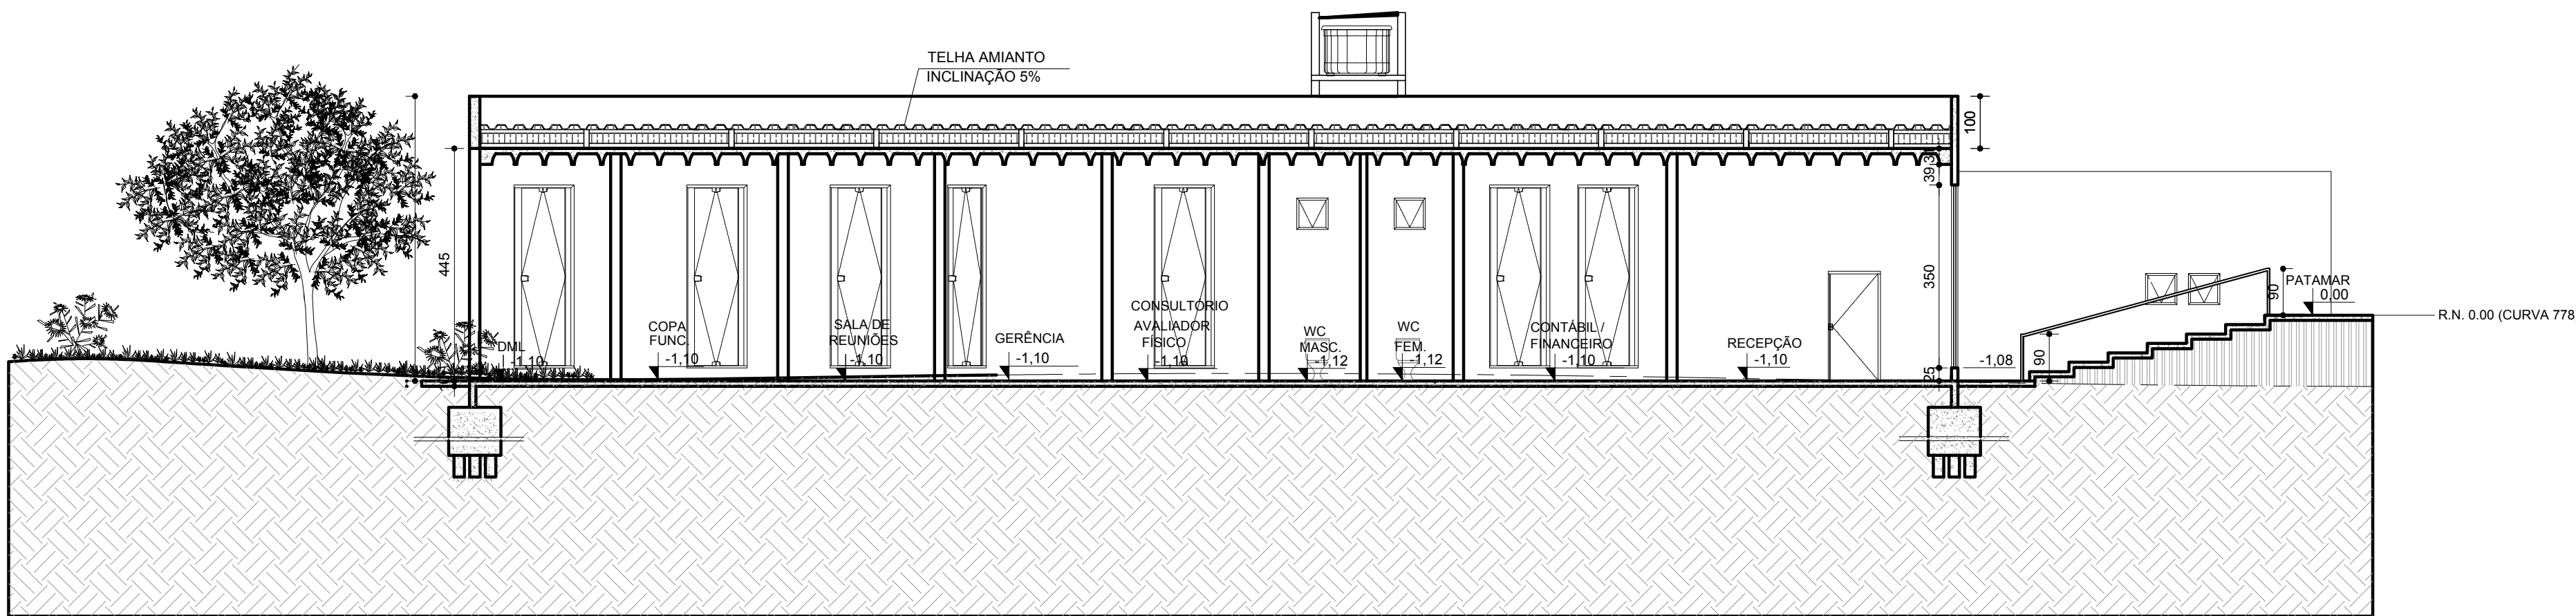 TELHA AMIANTO
INCLINAÇÃO 5%
100
30
39
445
350
25
DML
-1,10
COPA
FUNC.
-1,10
SALA DE
REUNIÕES
-1,10
GERÊNCIA
-1,10
CONSULTÓRIO
AVALIADOR
FÍSICO
-1,10
WC
MASC.
-1,12
WC
FEM.
-1,12
CONTÁBIL /
FINANCEIRO
-1,10
RECEPÇÃO
-1,10
-1,08
90
90
PATAMAR
0,00
R.N. 0.00 (CURVA 778